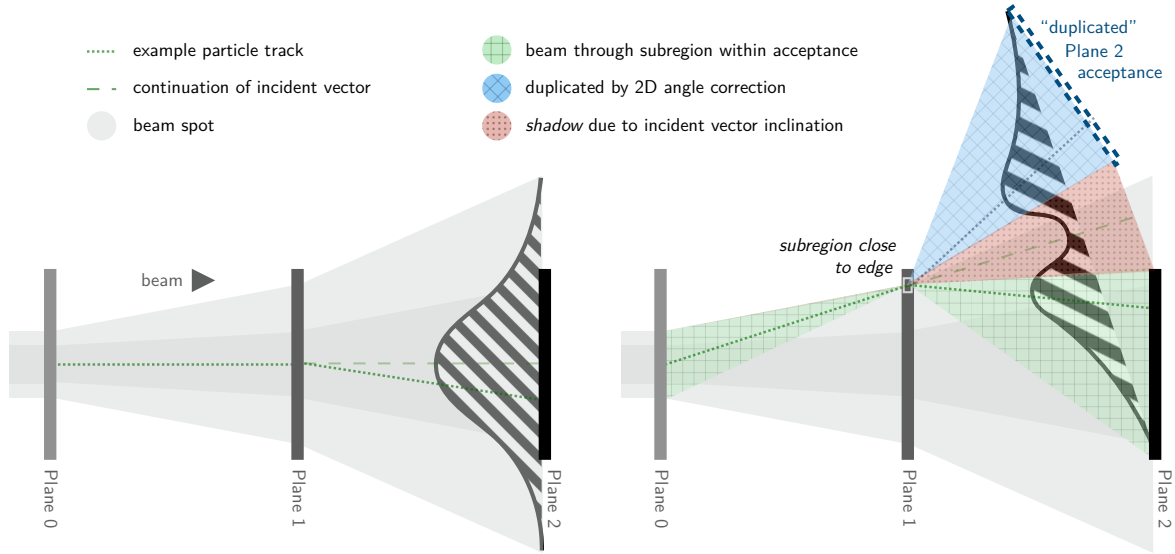 example particle track
continuation of incident vector
beam spot
beam through subregion within acceptance
duplicated by 2D angle correction
shadow due to incident vector inclination
“duplicated”
Plane 2
acceptance
beam
Plane 0
Plane 1
Plane 2
subregion close
to edge
Plane 0
Plane 1
Plane 2